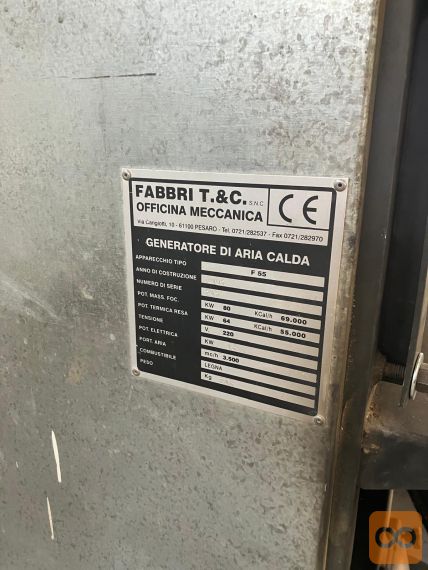 FABBRI T.&C. S.N.C.
OFFICINA MECCANICA
CE
Via Cangiotti, 10 - 61100 PESARO - Tel. 0721/282537 - Fax 0721/282970
GENERATORE DI ARIA CALDA
APPARECCHIO TIPO F 55
ANNO DI COSTRUZIONE
NUMERO DI SERIE
POT. MASS. FOC. KW 80 KCal/h 69.000
POT. TERMICA RESA KW 64 KCal/h 55.000
TENSIONE V. 220
POT. ELETTRICA KW
PORT. ARIA mc/h 3.500
COMBUSTIBILE LEGNA
PESO Kg